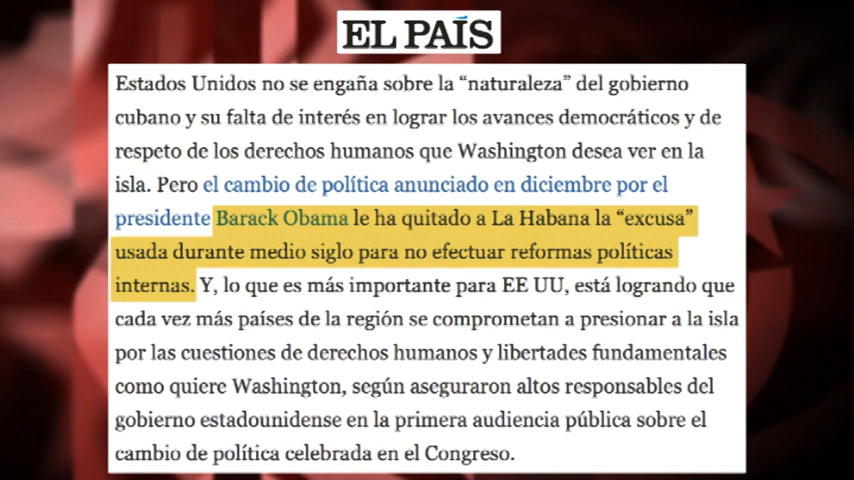 EL PAÍS
Estados Unidos no se engaña sobre la “naturaleza” del gobierno
cubano y su falta de interés en lograr los avances democráticos y de
respeto de los derechos humanos que Washington desea ver en la
isla. Pero el cambio de política anunciado en diciembre por el
presidente Barack Obama le ha quitado a La Habana la “excusa”
usada durante medio siglo para no efectuar reformas políticas
internas. Y, lo que es más importante para EE UU, está logrando que
cada vez más países de la región se comprometan a presionar a la isla
por las cuestiones de derechos humanos y libertades fundamentales
como quiere Washington, según aseguraron altos responsables del
gobierno estadounidense en la primera audiencia pública sobre el
cambio de política celebrada en el Congreso.